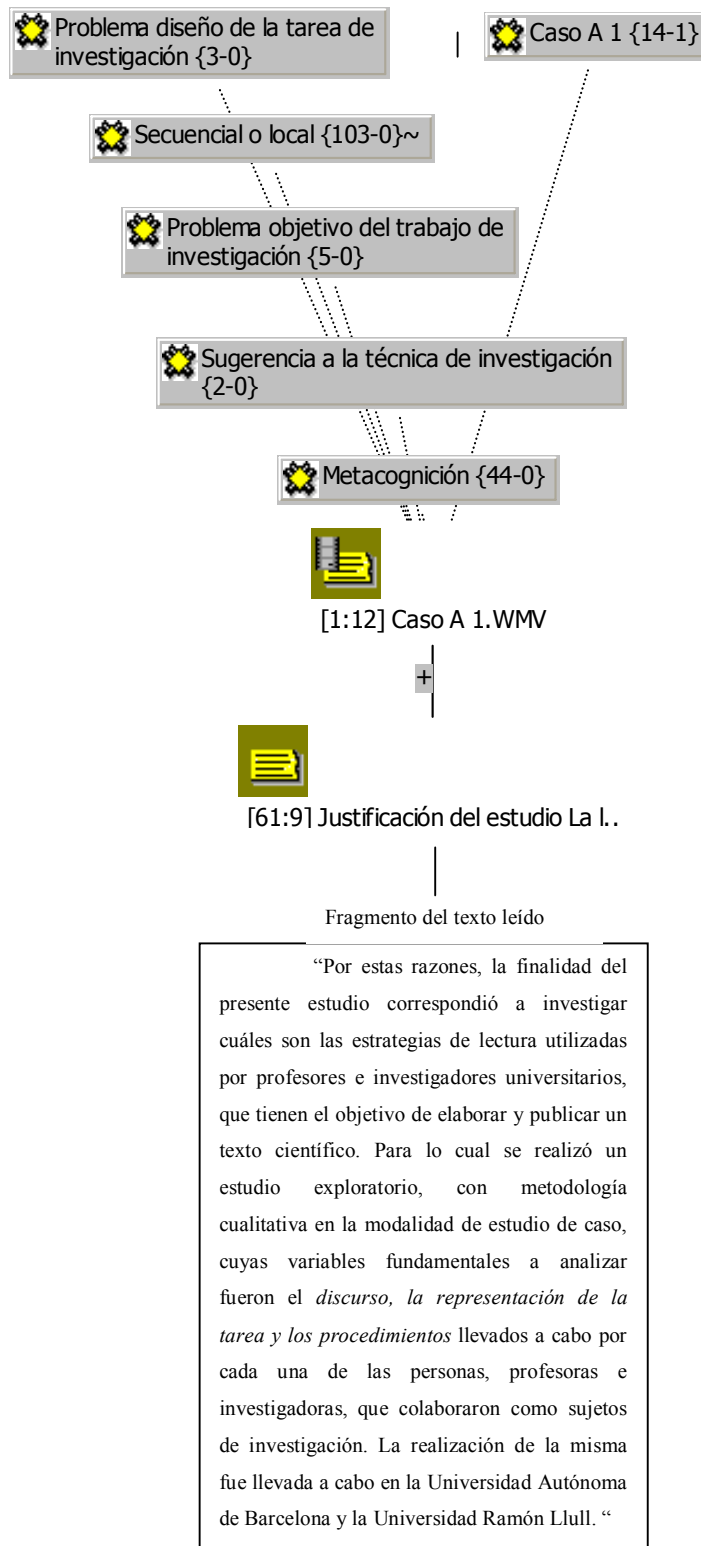 Problema diseño de la tarea de
investigación {3-0}
Caso A 1 {14-1}
Secuencial o local {103-0}~
Problema objetivo del trabajo de
investigación {5-0}
Sugerencia a la técnica de investigación
{2-0}
Metacognición {44-0}
[1:12] Caso A 1.WMV
+
[61:9] Justificación del estudio La l..
Fragmento del texto leído
“Por estas razones, la finalidad del
presente estudio correspondió a investigar
cuáles son las estrategias de lectura utilizadas
por profesores e investigadores universitarios,
que tienen el objetivo de elaborar y publicar un
texto científico. Para lo cual se realizó un
estudio exploratorio, con metodología
cualitativa en la modalidad de estudio de caso,
cuyas variables fundamentales a analizar
fueron el discurso, la representación de la
tarea y los procedimientos llevados a cabo por
cada una de las personas, profesoras e
investigadoras, que colaboraron como sujetos
de investigación. La realización de la misma
fue llevada a cabo en la Universidad Autónoma
de Barcelona y la Universidad Ramón Llull. “